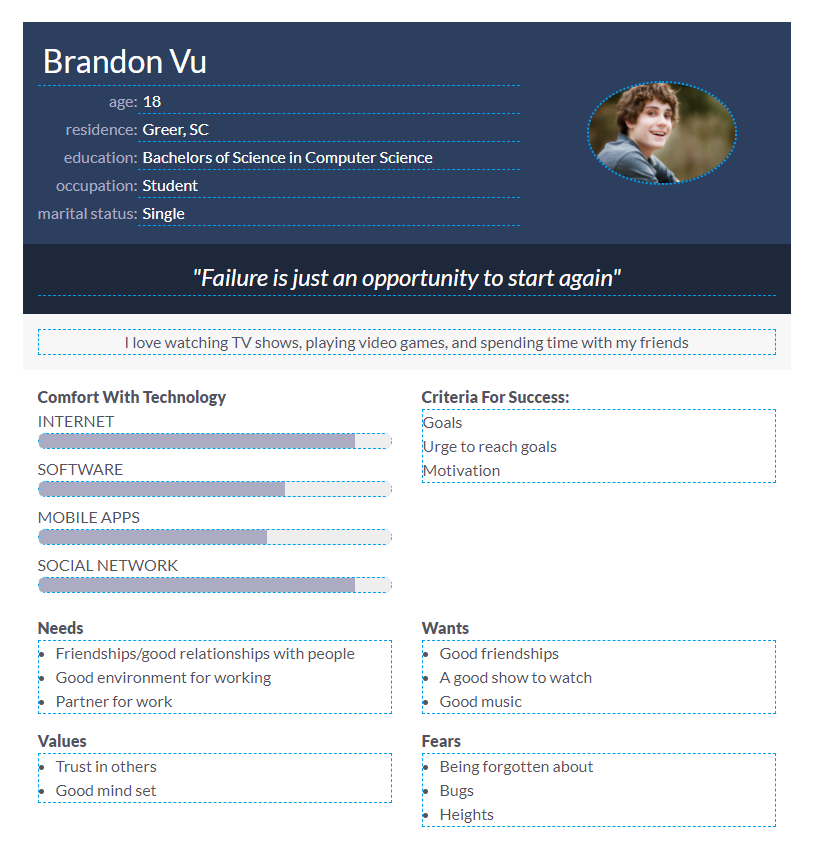 Brandon Vu
age: 18
residence: Greer, SC
education: Bachelors of Science in Computer Science
occupation: Student
marital status: Single
"Failure is just an opportunity to start again"
I love watching TV shows, playing video games, and spending time with my friends
Comfort With Technology
INTERNET
SOFTWARE
MOBILE APPS
SOCIAL NETWORK
Criteria For Success:
Goals
Urge to reach goals
Motivation
Needs
• Friendships/good relationships with people
• Good environment for working
• Partner for work
Wants
• Good friendships
• A good show to watch
• Good music
Values
• Trust in others
• Good mind set
Fears
• Being forgotten about
• Bugs
• Heights